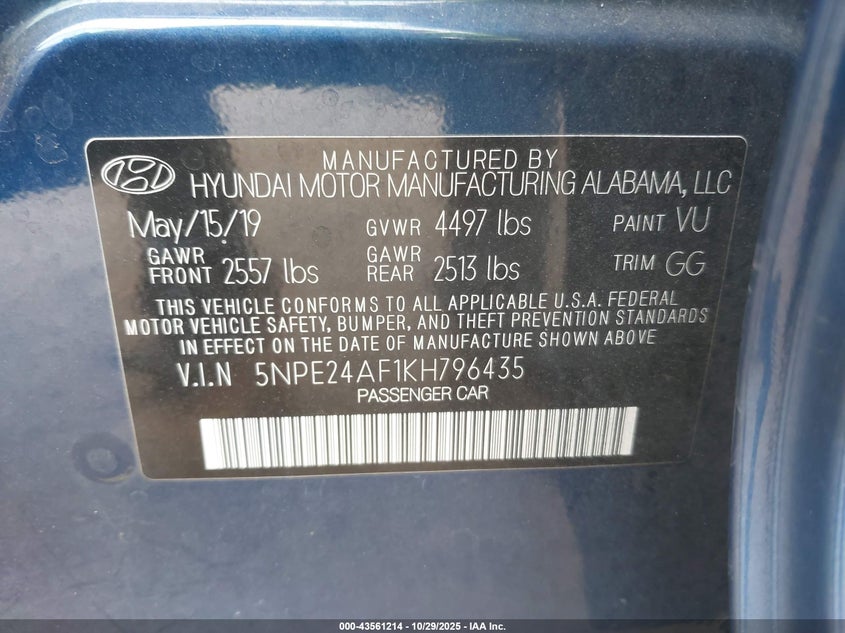 MANUFACTURED BY
HYUNDAI MOTOR MANUFACTURING ALABAMA, LLC
May/15/19 GVWR 4497 lbs PAINT VU
GAWR FRONT 2557 lbs GAWR REAR 2513 lbs TRIM GG
THIS VEHICLE CONFORMS TO ALL APPLICABLE U.S.A. FEDERAL
MOTOR VEHICLE SAFETY, BUMPER, AND THEFT PREVENTION STANDARDS
IN EFFECT ON THE DATE OF MANUFACTURE SHOWN ABOVE
V.I.N 5NPE24AF1KH796435
PASSENGER CAR
000-43561214 - 10/29/2025 - IAA Inc.